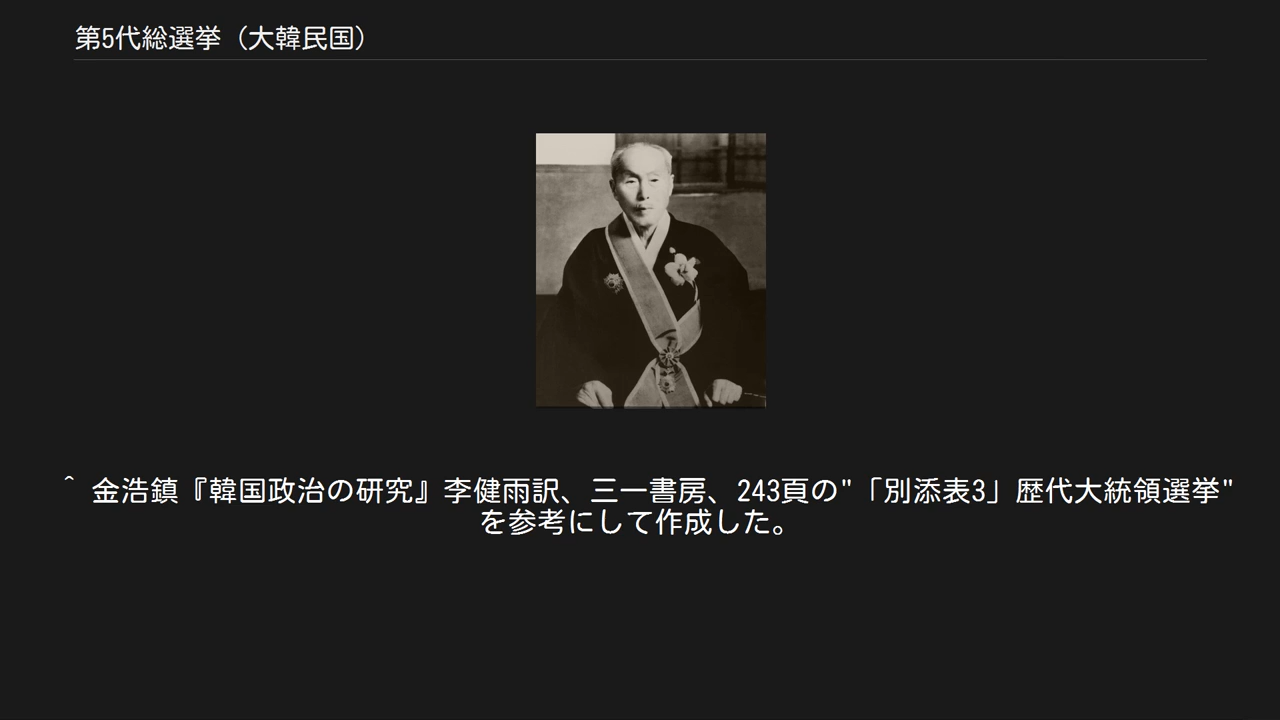 第5代総選挙（大韓民国）
^ 金浩鎮『韓国政治の研究』李健雨訳、三一書房、243頁の"「別添表3」歴代大統領選挙"
を参考にして作成した。